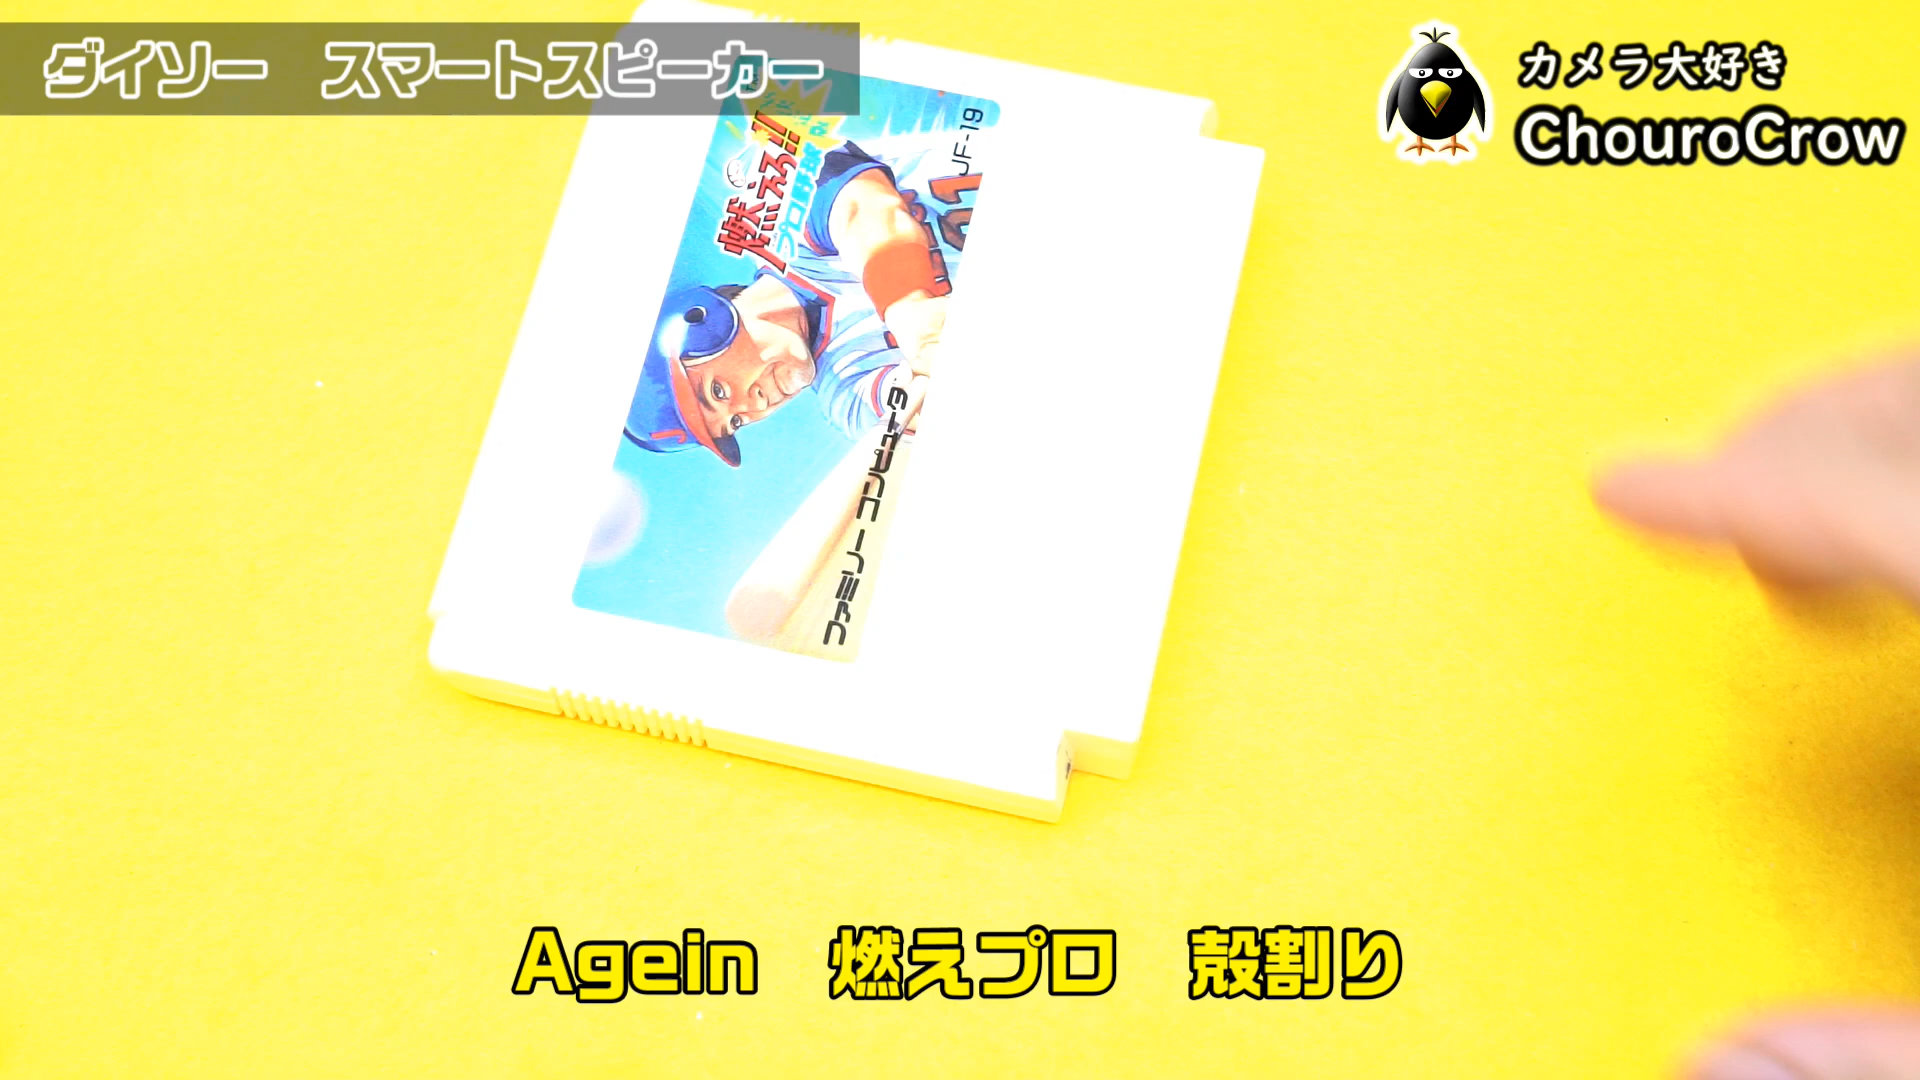 ダイソー　スマートスピーカー
カメラ大好き
ChouroCrow
燃えろ!!
プロ野球
JF-19
61
ファミリー コンピュータ
Agein　燃えプロ　殻割り